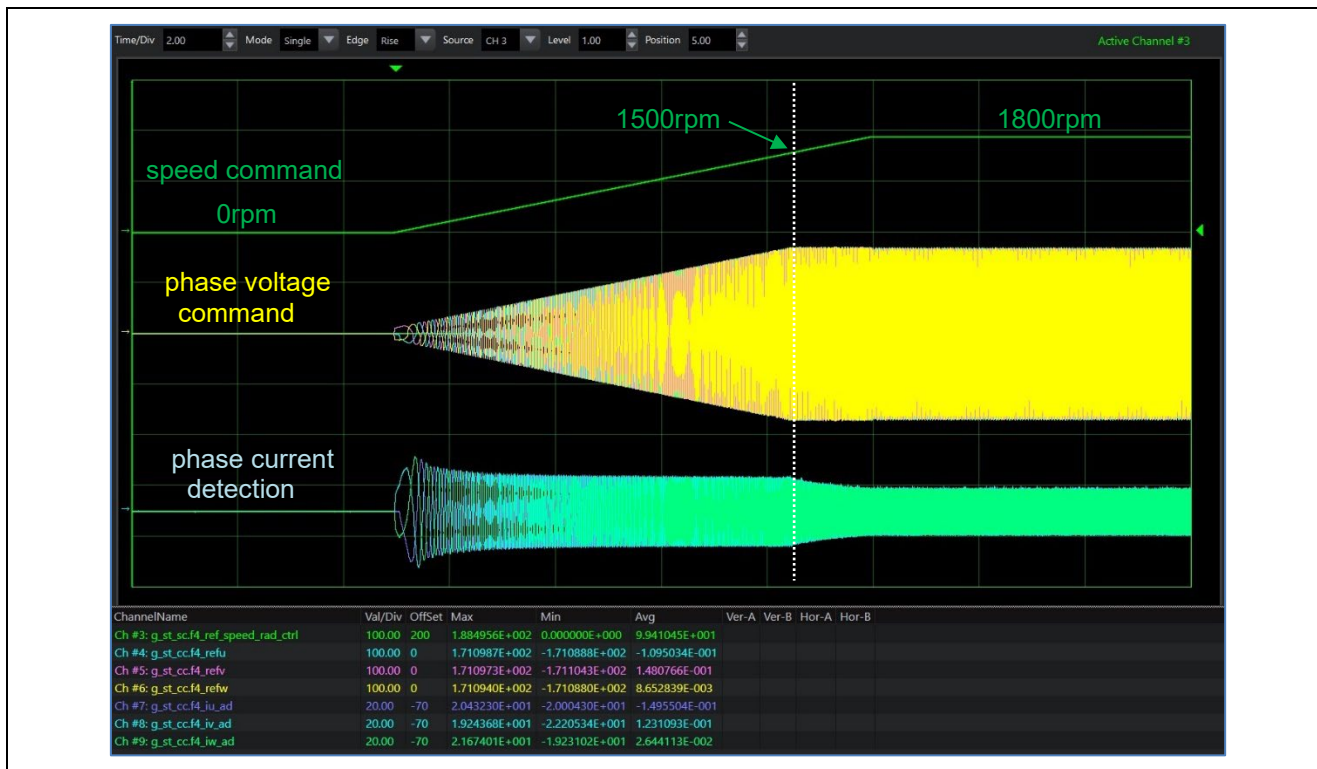 Time/Div 2.00 Mode Single Edge Rise Source CH 3 Level 1.00 Position 5.00 Active Channel #3
1500rpm
1800rpm
speed command
0rpm
phase voltage
command
phase current
detection
ChannelName Val/Div OffSet Max Min Avg Ver-A Ver-B Hor-A Hor-B
Ch #3: g_st_sc.f4_ref_speed_rad_ctrl 100.00 200 1.884956E+002 0.000000E+000 9.941045E+001
Ch #4: g_st_cc.f4_refu 100.00 0 1.710987E+002 -1.710888E+002 -1.095034E-001
Ch #5: g_st_cc.f4_refv 100.00 0 1.710973E+002 -1.711043E+002 1.480766E-001
Ch #6: g_st_cc.f4_refw 100.00 0 1.710940E+002 -1.710880E+002 8.652839E-003
Ch #7: g_st_cc.f4_iu_ad 20.00 -70 2.043230E+001 -2.000430E+001 -1.495504E-001
Ch #8: g_st_cc.f4_iv_ad 20.00 -70 1.924368E+001 -2.220534E+001 1.231093E-001
Ch #9: g_st_cc.f4_iw_ad 20.00 -70 2.167401E+001 -1.923102E+001 2.644113E-002